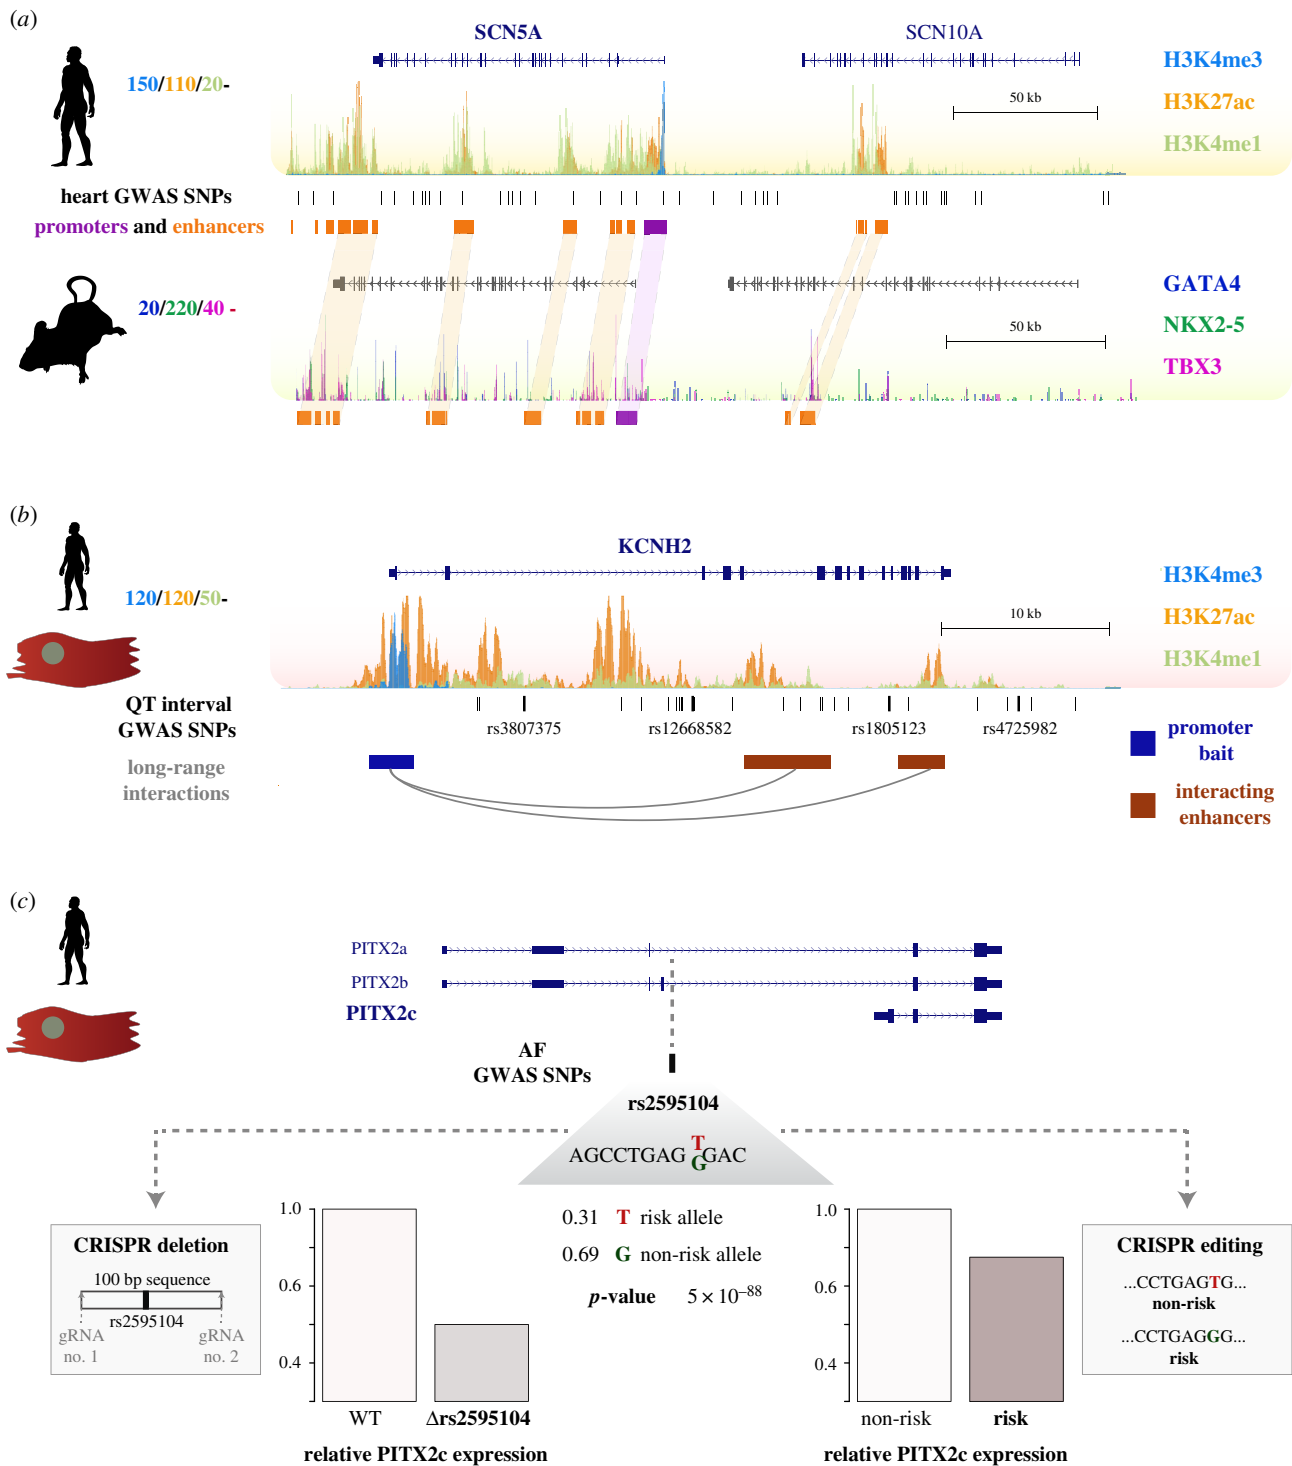 (a)
SCN5A
SCN10A
150/110/20-
H3K4me3
H3K27ac
H3K4me1
50 kb
heart GWAS SNPs
promoters and enhancers
20/220/40 -
GATA4
NKX2-5
TBX3
50 kb
(b)
KCNH2
120/120/50-
H3K4me3
H3K27ac
H3K4me1
10 kb
QT interval
GWAS SNPs
rs3807375
rs12668582
rs1805123
rs4725982
long-range
interactions
promoter
bait
interacting
enhancers
(c)
PITX2a
PITX2b
PITX2c
AF
GWAS SNPs
rs2595104
T
AGCCTGAG GAC
G
0.31 T risk allele
0.69 G non-risk allele
p-value 5 × 10–88
CRISPR deletion
100 bp sequence
rs2595104
gRNA
no. 1
gRNA
no. 2
1.0
0.6
0.4
WT
Δrs2595104
relative PITX2c expression
1.0
0.6
0.4
non-risk
risk
relative PITX2c expression
CRISPR editing
...CCTGAGTG...
non-risk
...CCTGAGGG...
risk